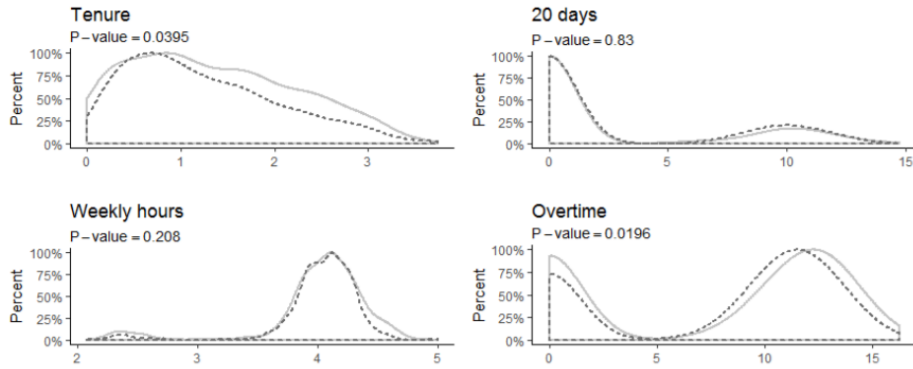 Tenure
P – value = 0.0395
100%
75%
50%
25%
0%
Percent
0 1 2 3
20 days
P – value = 0.83
100%
75%
50%
25%
0%
Percent
0 5 10 15
Weekly hours
P – value = 0.208
100%
75%
50%
25%
0%
Percent
2 3 4 5
Overtime
P – value = 0.0196
100%
75%
50%
25%
0%
Percent
0 5 10 15